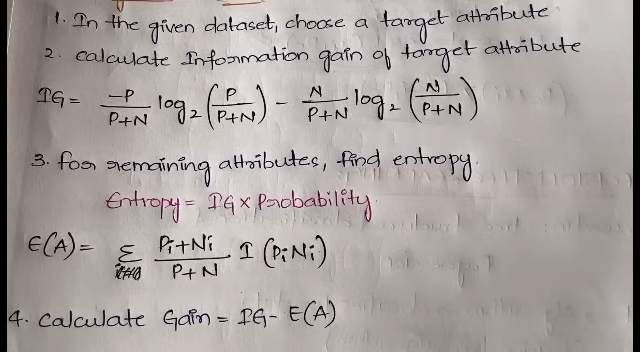 1. In the given dataset, choose a target attribute
2. calculate Information gain of target attribute
IG = -P/P+N log₂ (P/P+N) - N/P+N log₂ (N/P+N)
3. for remaining attributes, find entropy.
Entropy = IG x Probability.
E(A) = Σ Pi+Ni/P+N I (PiNi)
4. calculate Gain = IG - E(A)